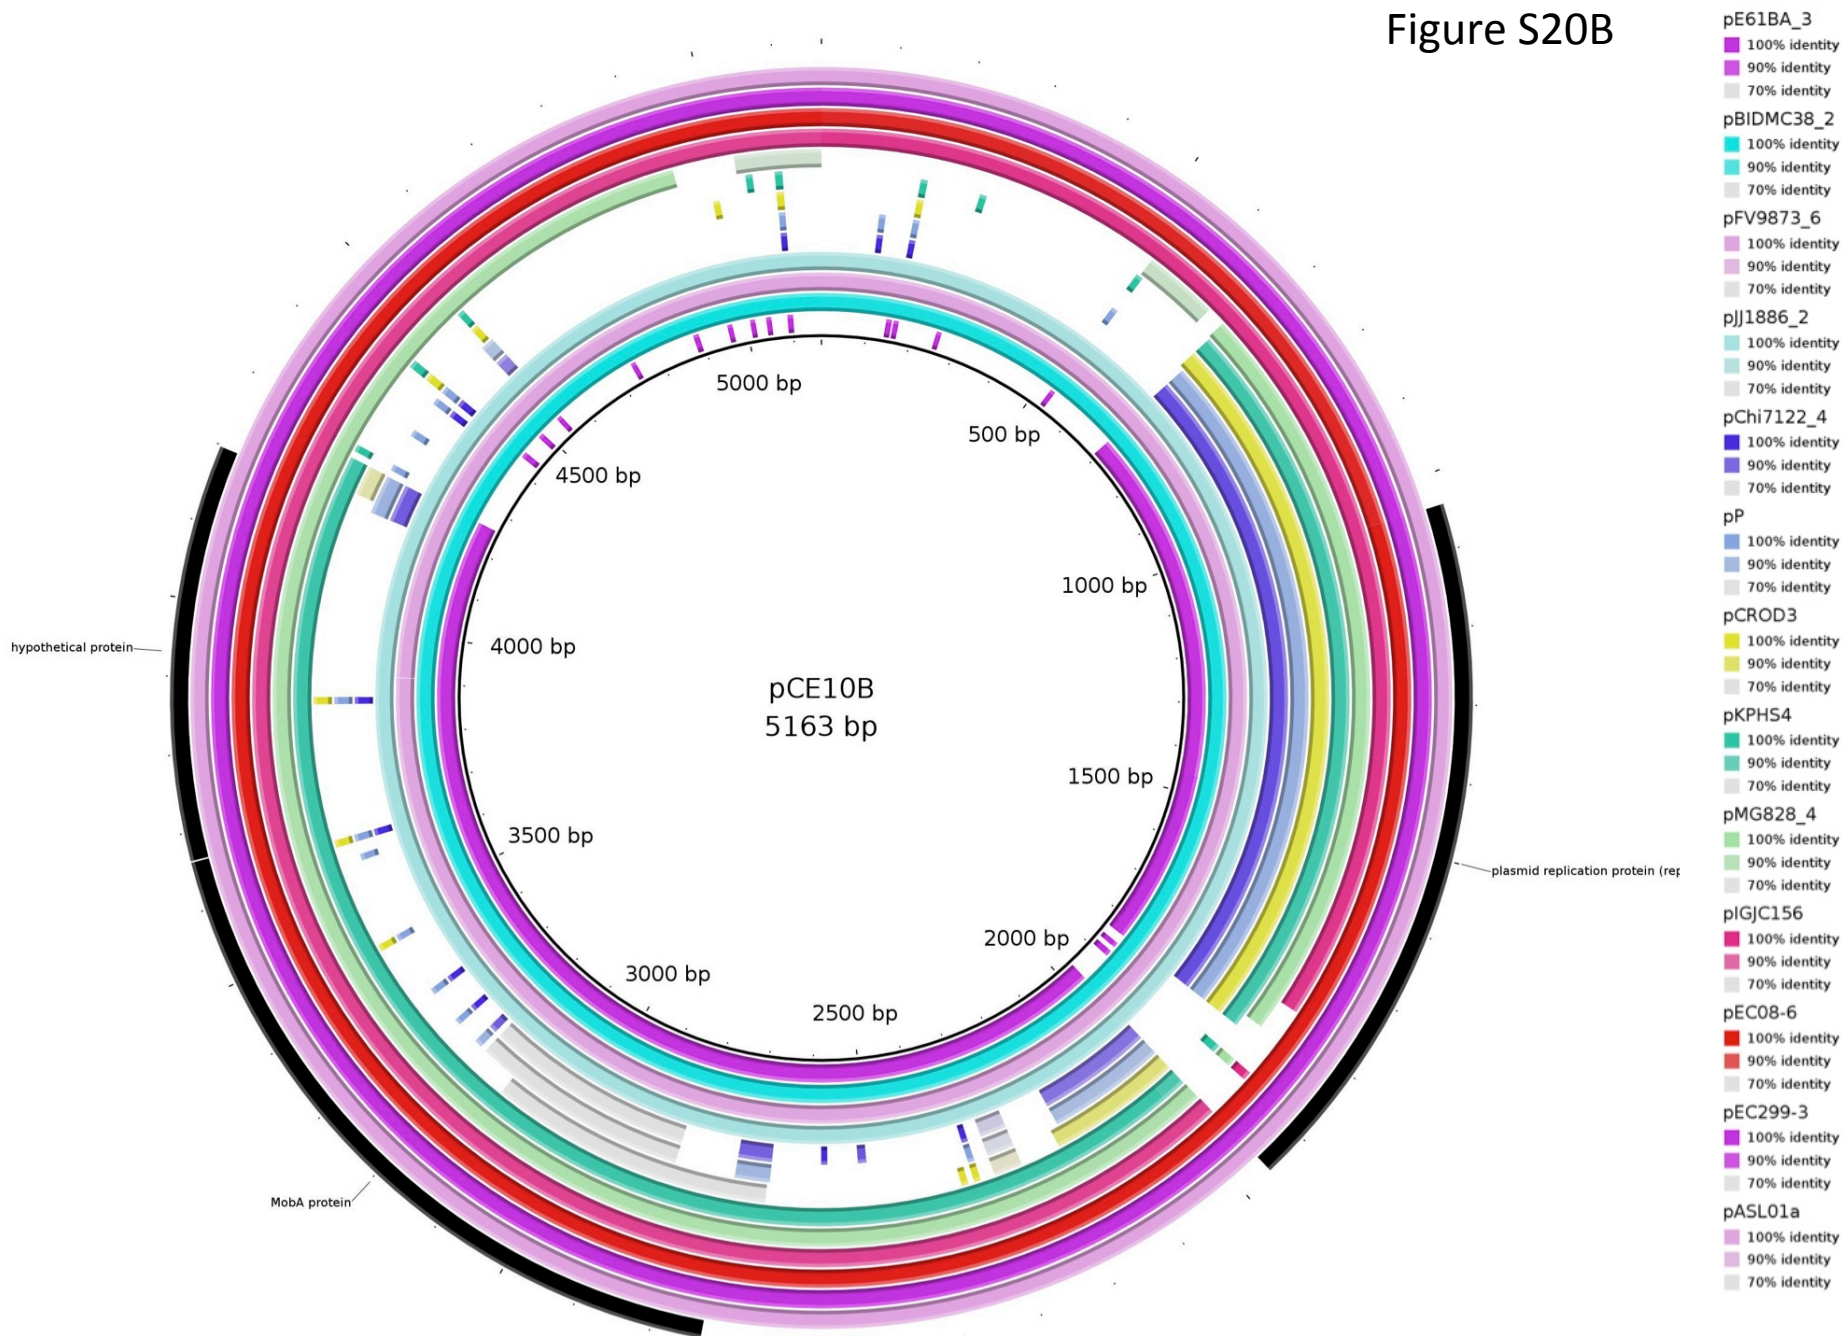 Figure S20B
pE61BA_3
100% identity
90% identity
70% identity
pBIDMC38_2
100% identity
90% identity
70% identity
pFV9873_6
100% identity
90% identity
70% identity
pJJ1886_2
100% identity
90% identity
70% identity
pChi7122_4
100% identity
90% identity
70% identity
pP
100% identity
90% identity
70% identity
pCROD3
100% identity
90% identity
70% identity
pKPHS4
100% identity
90% identity
70% identity
pMG828_4
100% identity
90% identity
70% identity
pIGJC156
100% identity
90% identity
70% identity
pEC08-6
100% identity
90% identity
70% identity
pEC299-3
100% identity
90% identity
70% identity
pASL01a
100% identity
90% identity
70% identity
5000 bp
500 bp
4500 bp
1000 bp
4000 bp
hypothetical protein
pCE10B
5163 bp
1500 bp
3500 bp
plasmid replication protein (rep
2000 bp
3000 bp
2500 bp
MobA protein